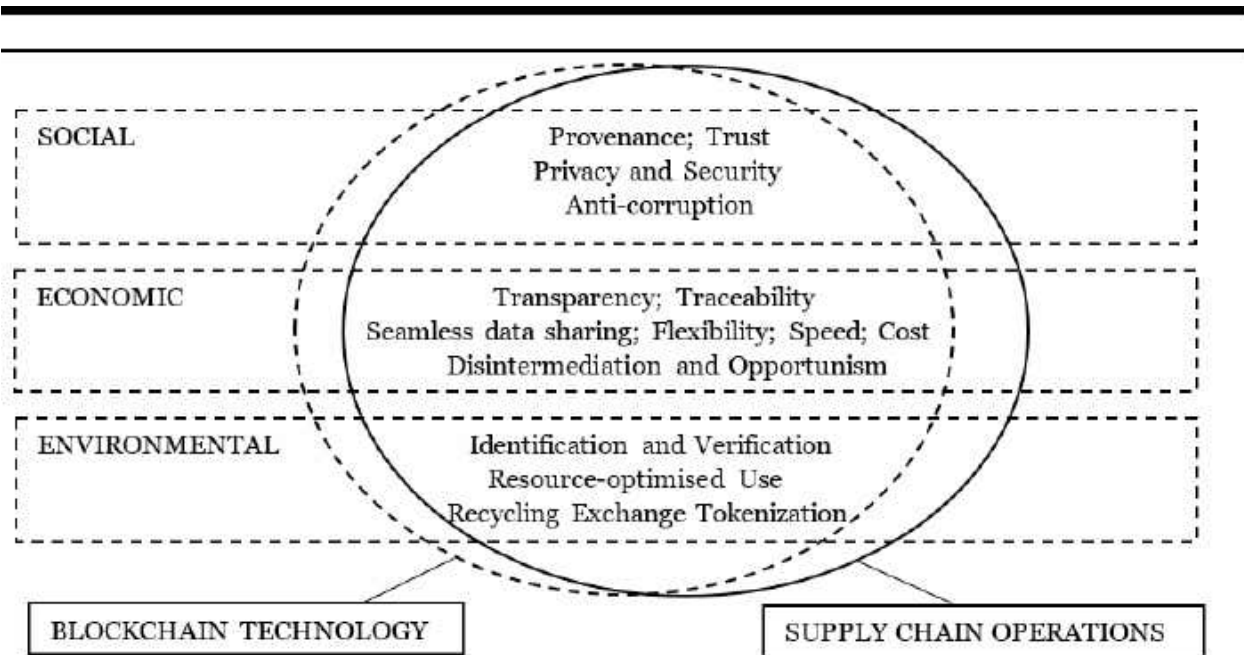 SOCIAL
Provenance; Trust
Privacy and Security
Anti-corruption
ECONOMIC
Transparency; Traceability
Seamless data sharing; Flexibility; Speed; Cost
Disintermediation and Opportunism
ENVIRONMENTAL
Identification and Verification
Resource-optimised Use
Recycling Exchange Tokenization
BLOCKCHAIN TECHNOLOGY
SUPPLY CHAIN OPERATIONS